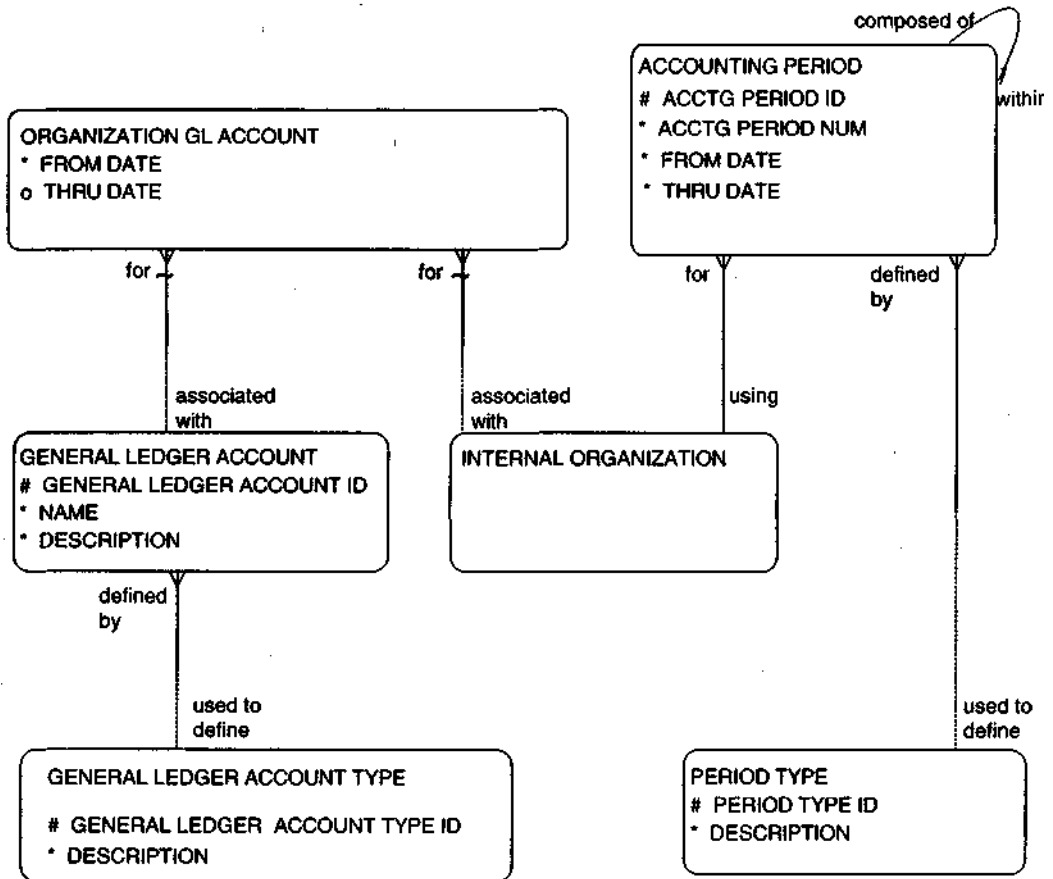 composed of
ACCOUNTING PERIOD
# ACCTG PERIOD ID
* ACCTG PERIOD NUM
* FROM DATE
* THRU DATE
within
ORGANIZATION GL ACCOUNT
* FROM DATE
o THRU DATE
for
for
for
defined
by
associated
with
associated
with
using
GENERAL LEDGER ACCOUNT
# GENERAL LEDGER ACCOUNT ID
* NAME
* DESCRIPTION
INTERNAL ORGANIZATION
defined
by
used to
define
used to
define
GENERAL LEDGER ACCOUNT TYPE
# GENERAL LEDGER ACCOUNT TYPE ID
* DESCRIPTION
PERIOD TYPE
# PERIOD TYPE ID
* DESCRIPTION